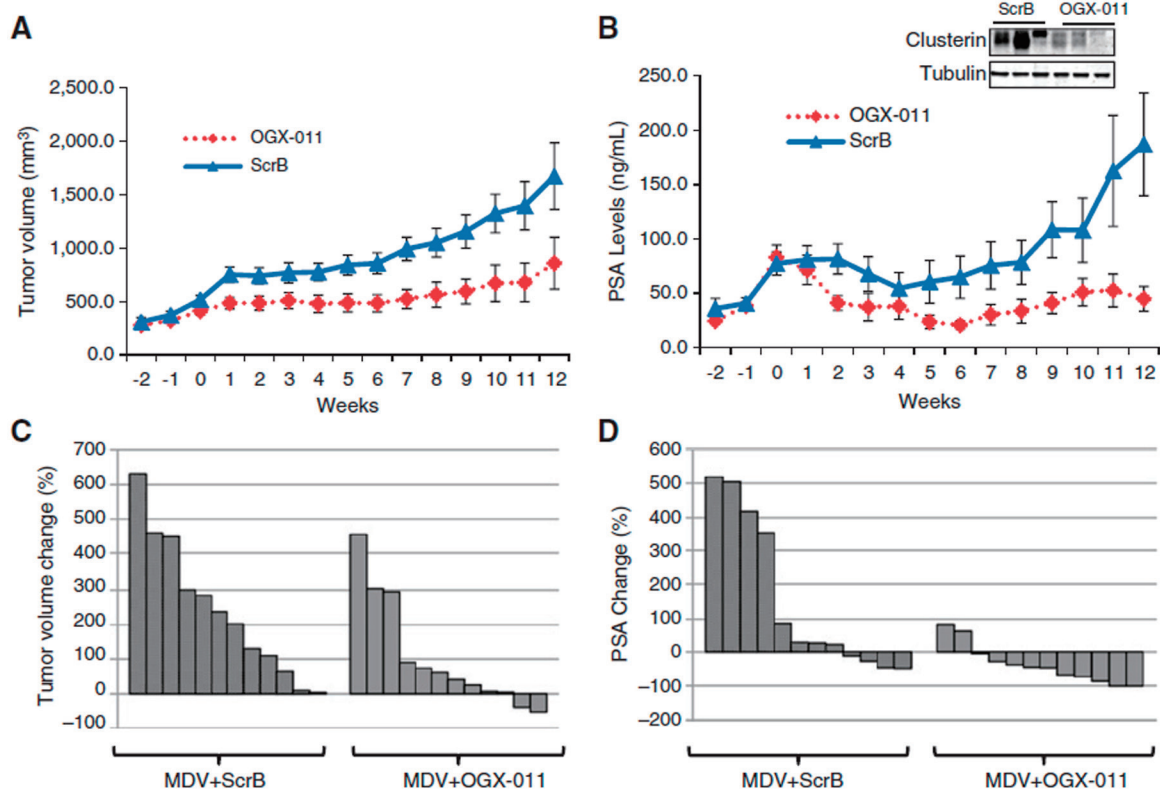 A
Tumor volume (mm³)
2,500.0
2,000.0
1,500.0
1,000.0
500.0
0.0
OGX-011
ScrB
-2 -1 0 1 2 3 4 5 6 7 8 9 10 11 12
Weeks
B
ScrB OGX-011
Clusterin
Tubulin
PSA Levels (ng/mL)
250.0
200.0
150.0
100.0
50.0
0.0
OGX-011
ScrB
-2 -1 0 1 2 3 4 5 6 7 8 9 10 11 12
Weeks
C
Tumor volume change (%)
700
600
500
400
300
200
100
0
–100
MDV+ScrB MDV+OGX-011
D
PSA Change (%)
600
500
400
300
200
100
0
–100
–200
MDV+ScrB MDV+OGX-011